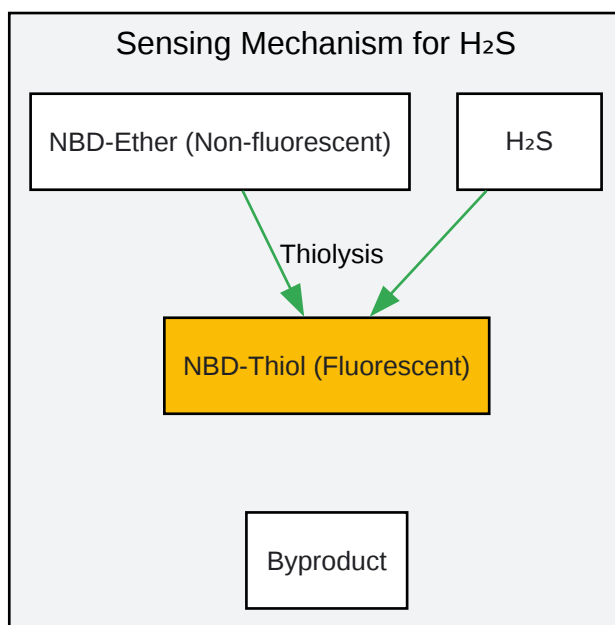 Sensing Mechanism for H₂S
NBD-Ether (Non-fluorescent)
H₂S
Thiolysis
NBD-Thiol (Fluorescent)
Byproduct